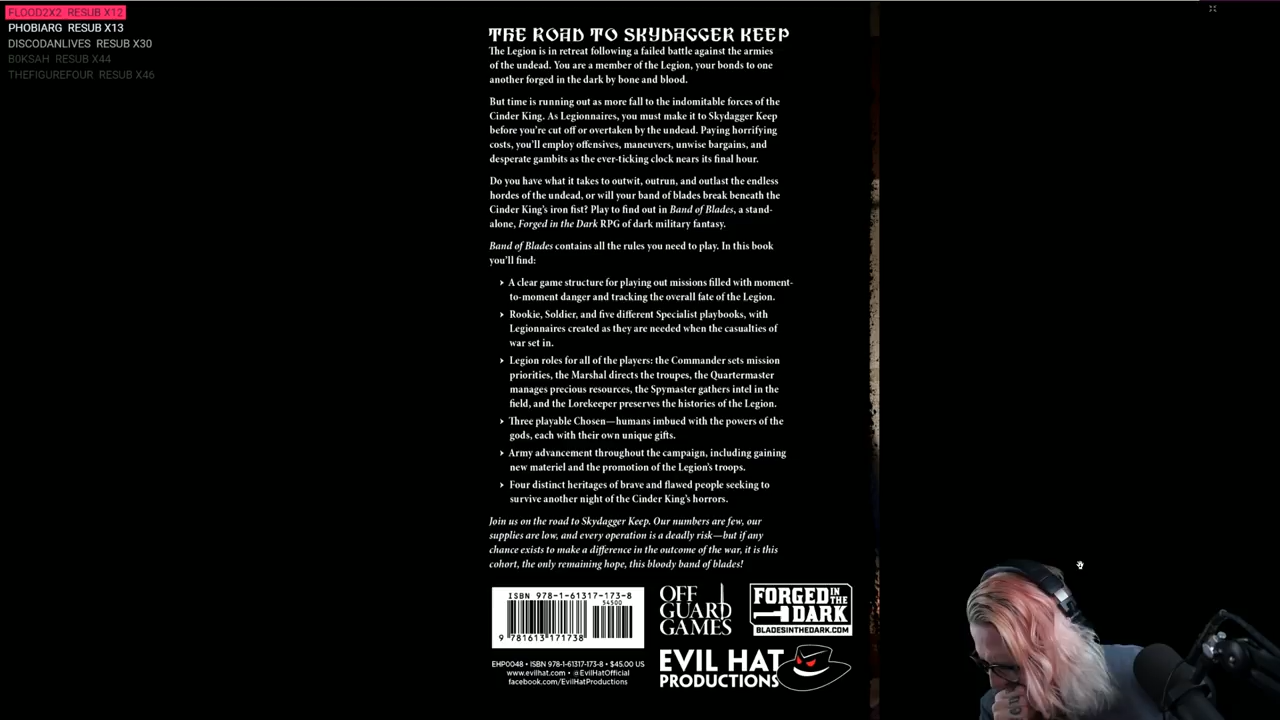 FLOOD2X2 RESUB X12
PHOBIARG RESUB X13
DISCODANLIVES RESUB X30
B0KSAH RESUB X44
THEFIGUREFOUR RESUB X46
THE ROAD TO SKYDAGGER KEEP
The Legion is in retreat following a failed battle against the armies
of the undead. You are a member of the Legion, your bonds to one
another forged in the dark by bone and blood.
But time is running out as more fall to the indomitable forces of the
Cinder King. As Legionnaires, you must make it to Skydagger Keep
before you're cut off or overtaken by the undead. Paying horrifying
costs, you'll employ offensives, maneuvers, unwise bargains, and
desperate gambits as the ever-ticking clock nears its final hour.
Do you have what it takes to outwit, outrun, and outlast the endless
hordes of the undead, or will your band of blades break beneath the
Cinder King's iron fist? Play to find out in Band of Blades, a stand-
alone, Forged in the Dark RPG of dark military fantasy.
Band of Blades contains all the rules you need to play. In this book
you'll find:
A clear game structure for playing out missions filled with moment-
to-moment danger and tracking the overall fate of the Legion.
Rookie, Soldier, and five different Specialist playbooks, with
Legionnaires created as they are needed when the casualties of
war set in.
Legion roles for all of the players: the Commander sets mission
priorities, the Marshal directs the troupes, the Quartermaster
manages precious resources, the Spymaster gathers intel in the
field, and the Lorekeeper preserves the histories of the Legion.
Three playable Chosen—humans imbued with the powers of the
gods, each with their own unique gifts.
Army advancement throughout the campaign, including gaining
new materiel and the promotion of the Legion's troops.
Four distinct heritages of brave and flawed people seeking to
survive another night of the Cinder King's horrors.
Join us on the road to Skydagger Keep. Our numbers are few, our
supplies are low, and every operation is a deadly risk—but if any
chance exists to make a difference in the outcome of the war, it is this
cohort, the only remaining hope, this bloody band of blades!
ISBN 978-1-61317-173-8
54500
9 781613 171738
OFF
GUARD
GAMES
FORGED IN THE
DARK
BLADESINTHEDARK.COM
EVIL HAT
PRODUCTIONS
EHP0048 • ISBN 978-1-61317-173-8 • $45.00 US
www.evilhat.com • @EvilHatOfficial
facebook.com/EvilHatProductions